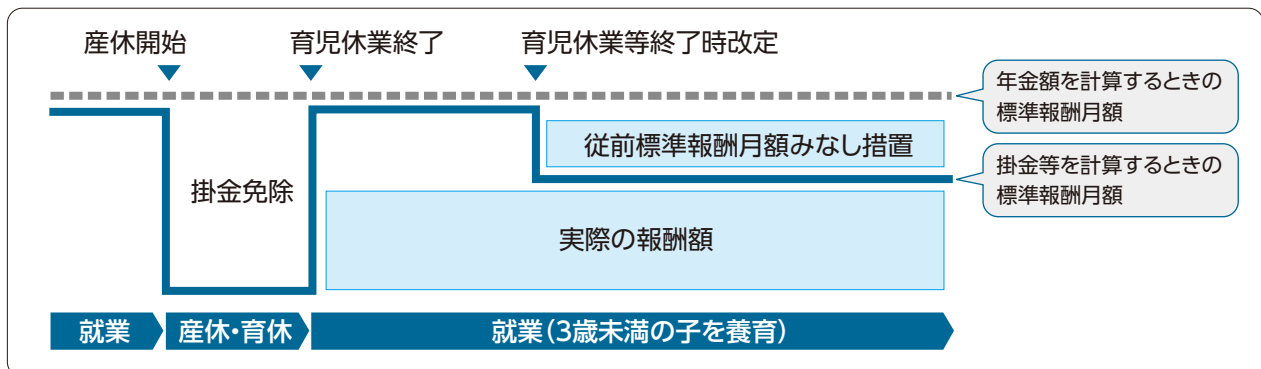 産休開始
育児休業終了
育児休業等終了時改定
年金額を計算するときの
標準報酬月額
従前標準報酬月額みなし措置
掛金等を計算するときの
標準報酬月額
掛金免除
実際の報酬額
就業
産休・育休
就業(3歳未満の子を養育)